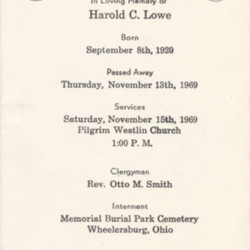 In Loving Memory of
Harold C. Lowe
Born
September 8th, 1929
Passed Away
Thursday, November 13th, 1969
Services
Saturday, November 15th, 1969
Pilgrim Westlin Church
1:00 P. M.
Clergyman
Rev. Otto M. Smith
Interment
Memorial Burial Park Cemetery
Wheelersburg, Ohio